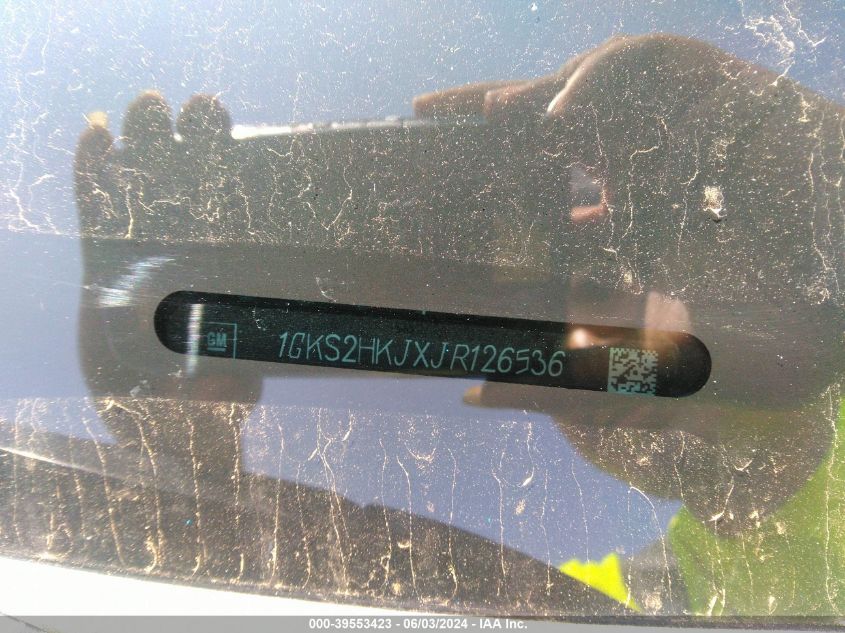 GM
1GKS2HKJXJR126536
000-39553423 - 06/03/2024 - IAA Inc.